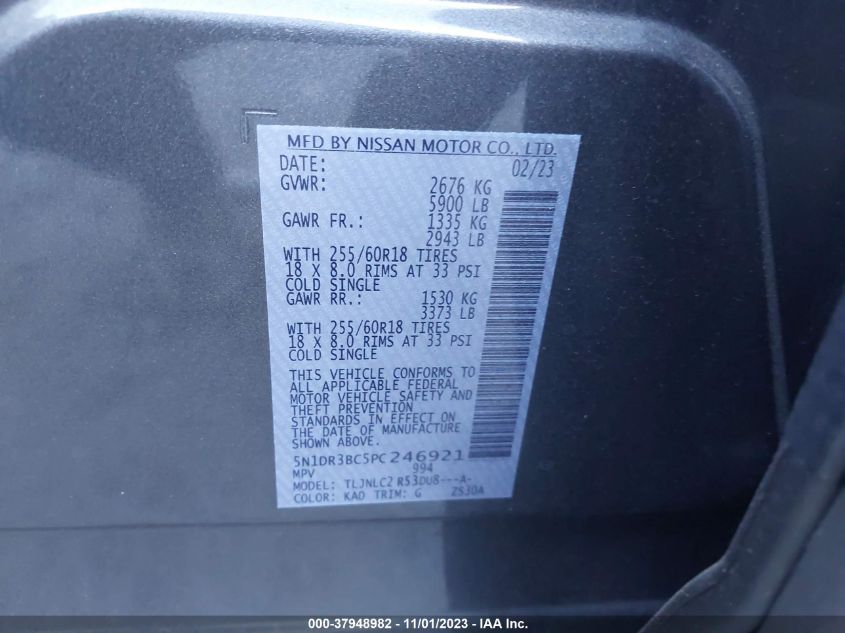 MFD BY NISSAN MOTOR CO., LTD.
DATE: 02/23
GVWR: 2676 KG
5900 LB
GAWR FR.: 1335 KG
2943 LB
WITH 255/60R18 TIRES
18 X 8.0 RIMS AT 33 PSI
COLD SINGLE
GAWR RR.: 1530 KG
3373 LB
WITH 255/60R18 TIRES
18 X 8.0 RIMS AT 33 PSI
COLD SINGLE
THIS VEHICLE CONFORMS TO
ALL APPLICABLE FEDERAL
MOTOR VEHICLE SAFETY AND
THEFT PREVENTION
STANDARDS IN EFFECT ON
THE DATE OF MANUFACTURE
SHOWN ABOVE.
5N1DR3BC5PC246921
MPV 994
MODEL: TLJNLC2 R53DU8---A-
COLOR: KAD TRIM: G ZS30A
000-37948982 - 11/01/2023 - IAA Inc.